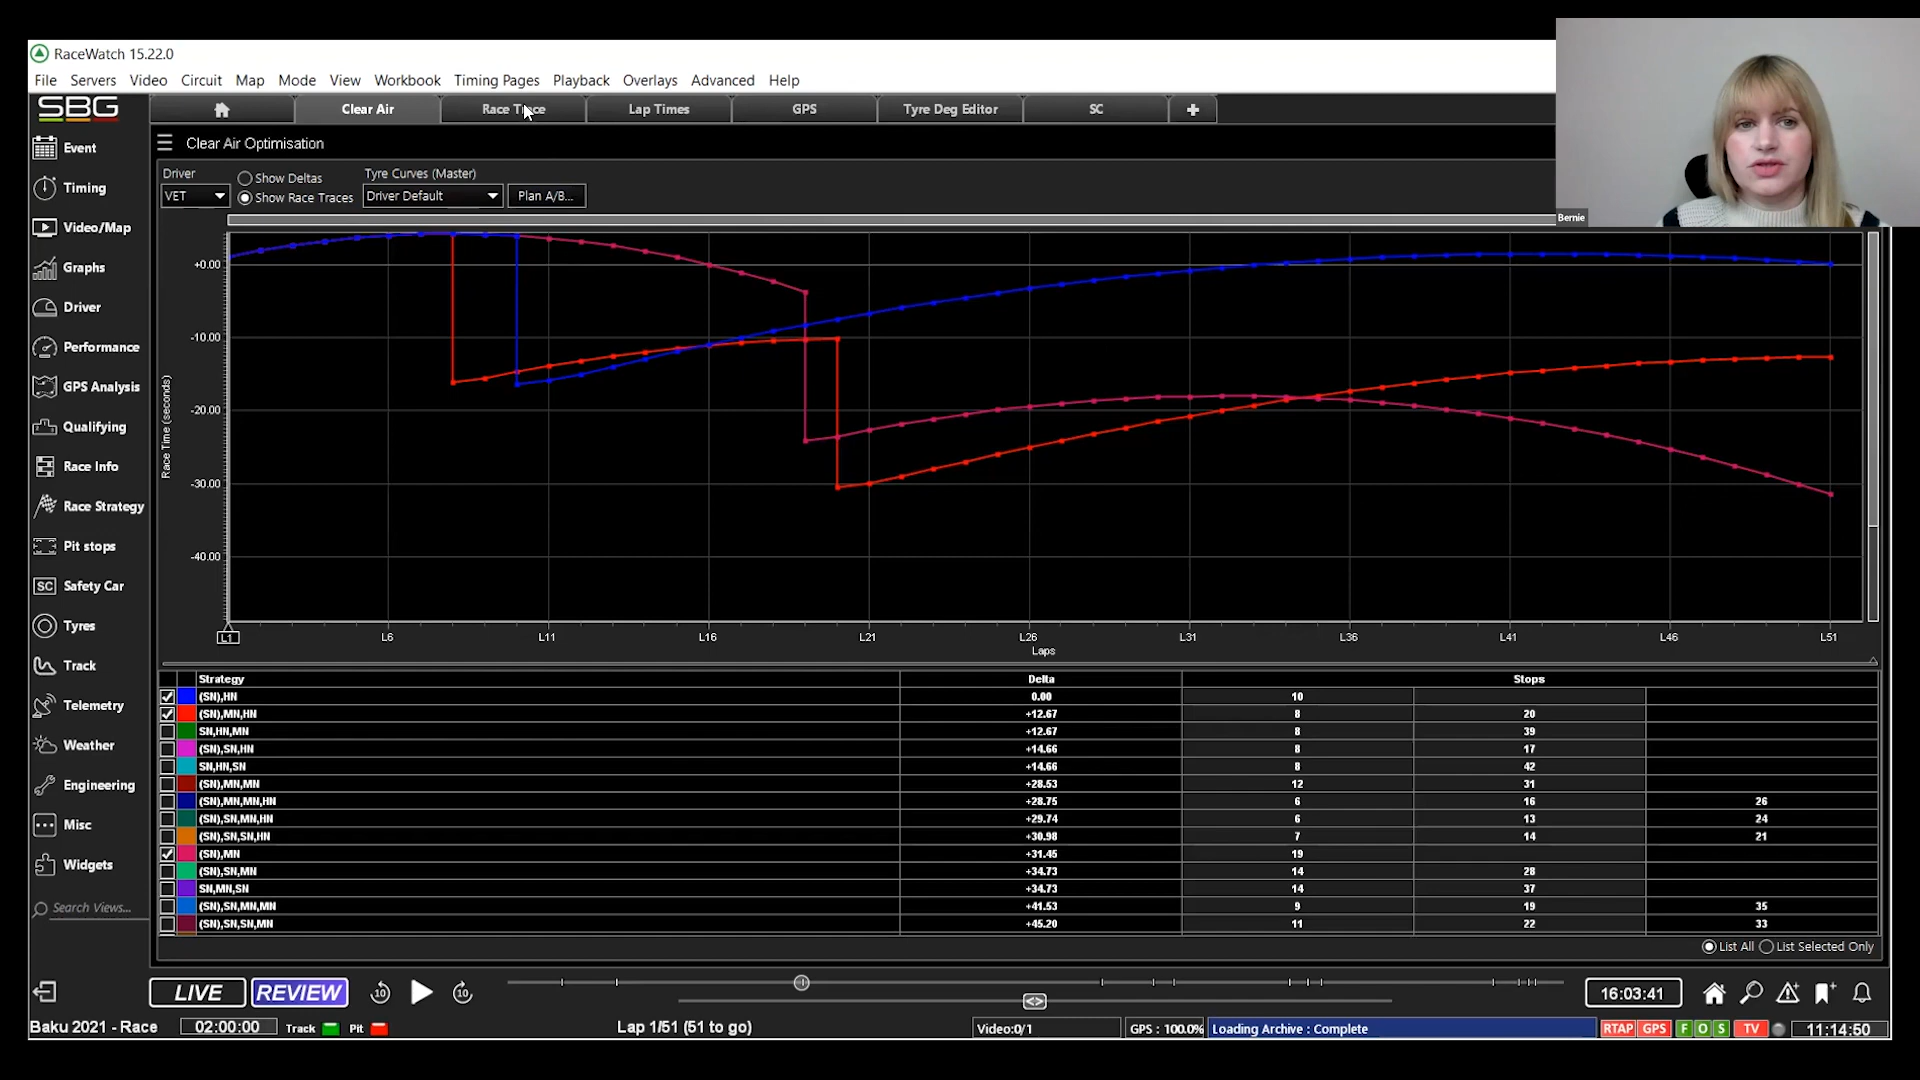 RaceWatch 15.22.0
File Servers Video Circuit Map Mode View Workbook Timing Pages Playback Overlays Advanced Help
SBG Clear Air Race Trace Lap Times GPS Tyre Deg Editor SC
Clear Air Optimisation
Driver Show Deltas Tyre Curves (Master)
VET Show Race Traces Driver Default Plan A/B...
Bernie
Event
Timing
Video/Map
Graphs
Driver
Performance
GPS Analysis
Qualifying
Race Info
Race Strategy
Pit stops
SC Safety Car
Tyres
Track
Telemetry
Weather
Engineering
Misc
Widgets
Search Views...
Race Time (seconds)
+0.00
-10.00
-20.00
-30.00
-40.00
L1 L6 L11 L16 L21 L26 L31 L36 L41 L46 L51
Laps
Strategy Delta Stops
(SN),HN 0.00 10
(SN),MN,HN +12.67 8 20
SN,HN,MN +12.67 8 39
(SN),SN,HN +14.66 8 17
SN,HN,SN +14.66 8 42
(SN),MN,MN +28.53 12 31
(SN),MN,MN,HN +28.75 6 16 26
(SN),SN,MN,HN +29.74 6 13 24
(SN),SN,SN,HN +30.98 7 14 21
(SN),MN +31.45 19
(SN),SN,MN +34.73 14 28
SN,MN,SN +34.73 14 37
(SN),SN,MN,MN +41.53 9 19 35
(SN),SN,SN,MN +45.20 11 22 33
List All List Selected Only
LIVE REVIEW 10 10 16:03:41
Baku 2021 - Race 02:00:00 Track Pit Lap 1/51 (51 to go) Video:0/1 GPS : 100.0% Loading Archive : Complete RTAP GPS F O S TV 11:14:50